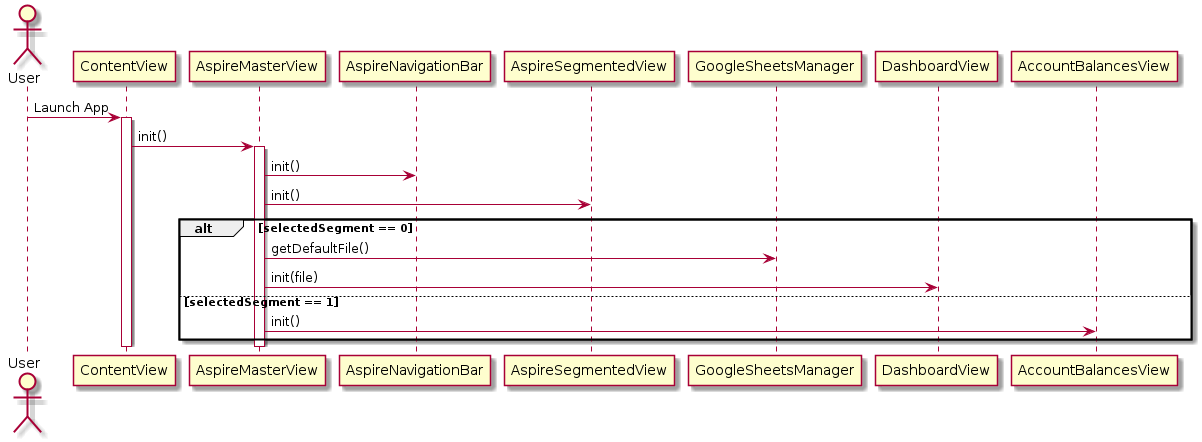 User
ContentView
AspireMasterView
AspireNavigationBar
AspireSegmentedView
GoogleSheetsManager
DashboardView
AccountBalancesView
Launch App
init()
init()
init()
alt
[selectedSegment == 0]
getDefaultFile()
init(file)
[selectedSegment == 1]
init()
User
ContentView
AspireMasterView
AspireNavigationBar
AspireSegmentedView
GoogleSheetsManager
DashboardView
AccountBalancesView